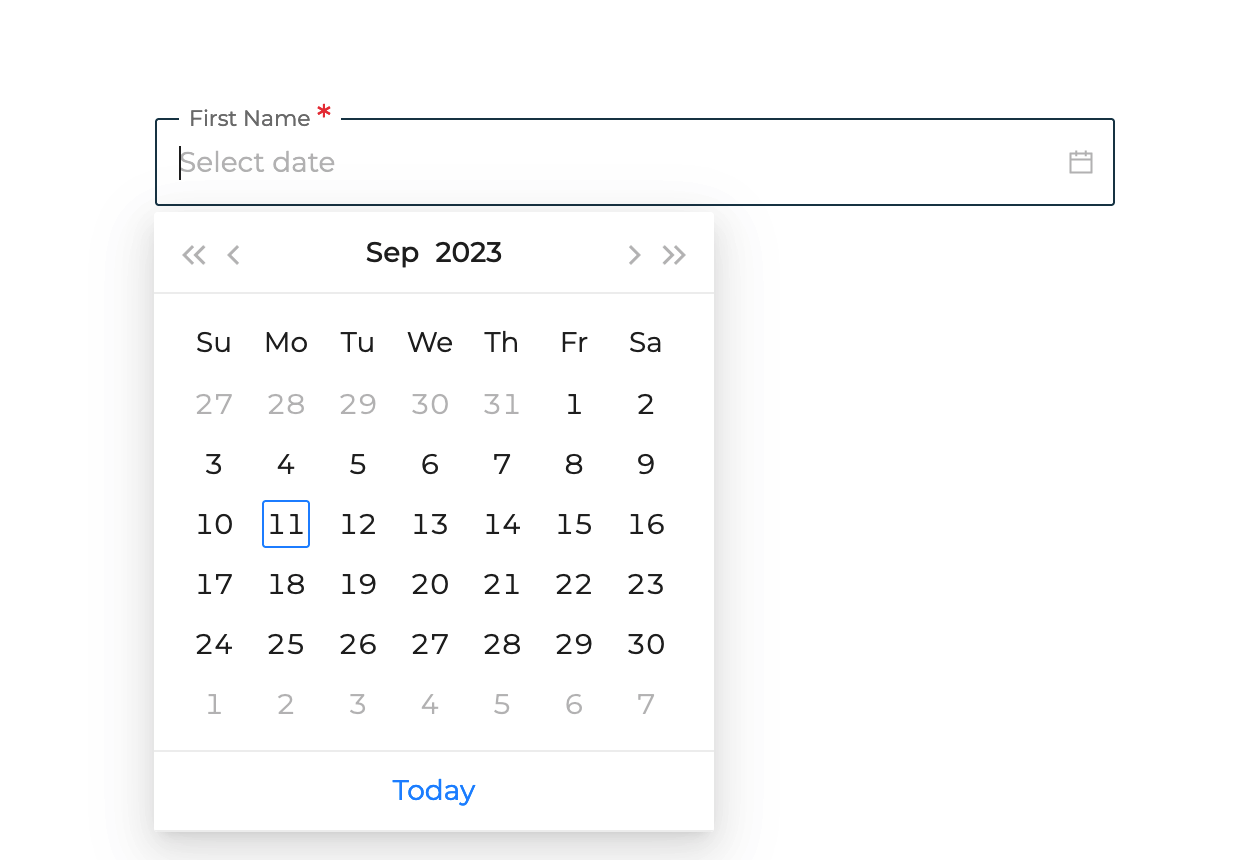 First Name *
Select date
Sep 2023
Su Mo Tu We Th Fr Sa
27 28 29 30 31 1 2
3 4 5 6 7 8 9
10 11 12 13 14 15 16
17 18 19 20 21 22 23
24 25 26 27 28 29 30
1 2 3 4 5 6 7
Today